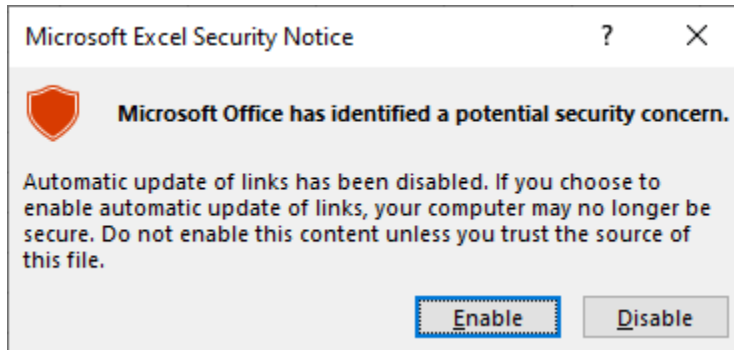 Microsoft Excel Security Notice ? ×
Microsoft Office has identified a potential security concern.
Automatic update of links has been disabled. If you choose to
enable automatic update of links, your computer may no longer be
secure. Do not enable this content unless you trust the source of
this file.
Enable Disable